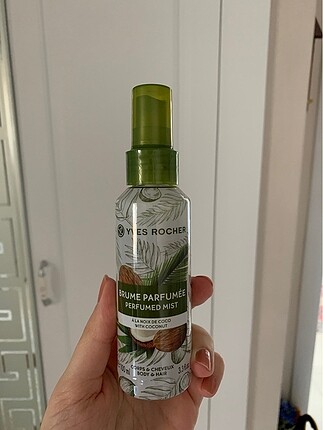 YVES ROCHER
BRUME PARFUMÉE
PERFUMED MIST
À LA NOIX DE COCO
WITH COCONUT
CORPS & CHEVEUX
BODY & HAIR